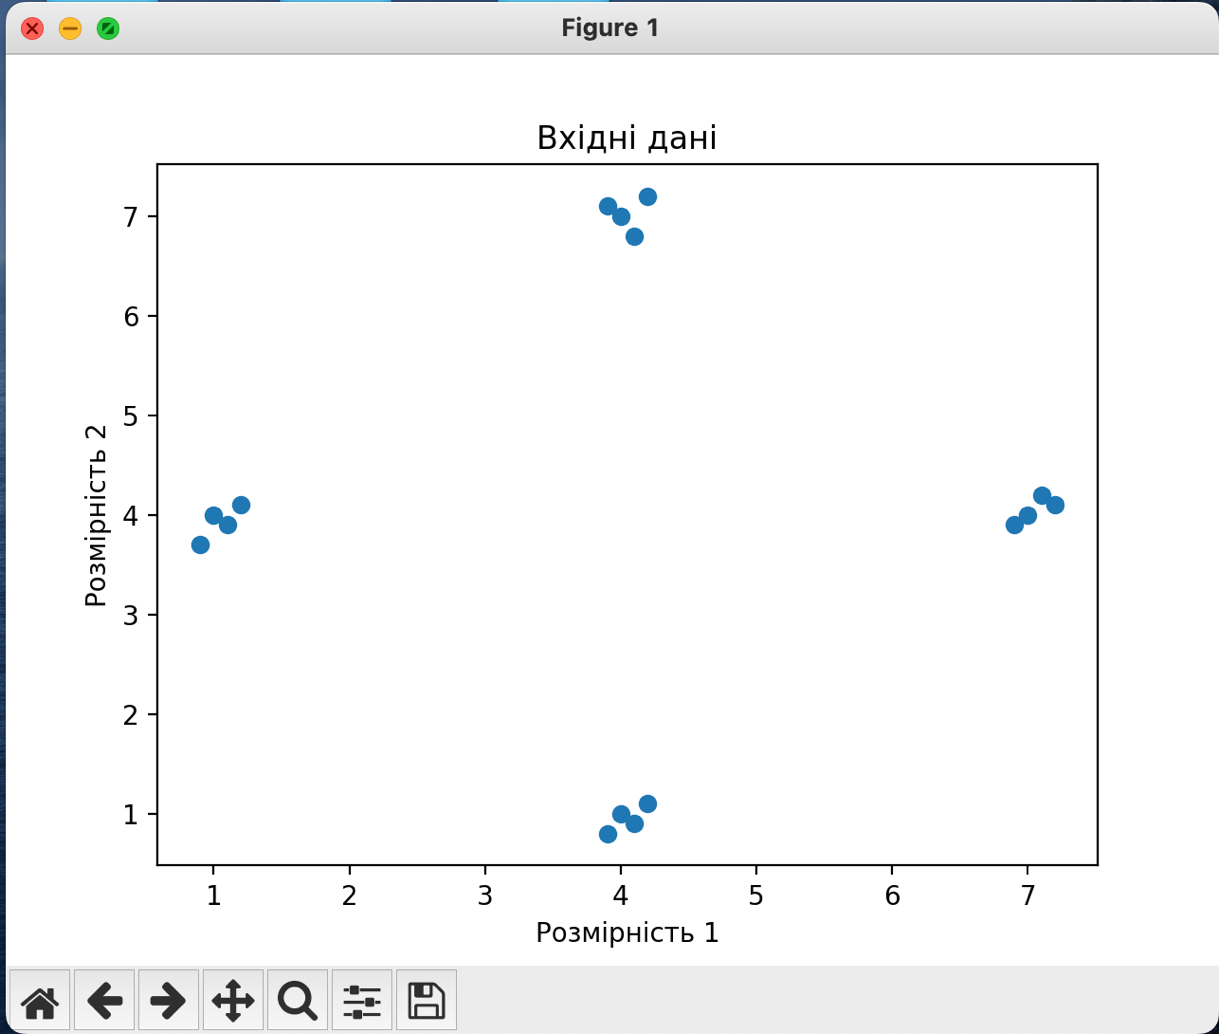 Figure 1
Вхідні дані
7
6
5
4
3
2
1
Розмірність 2
1 2 3 4 5 6 7
Розмірність 1